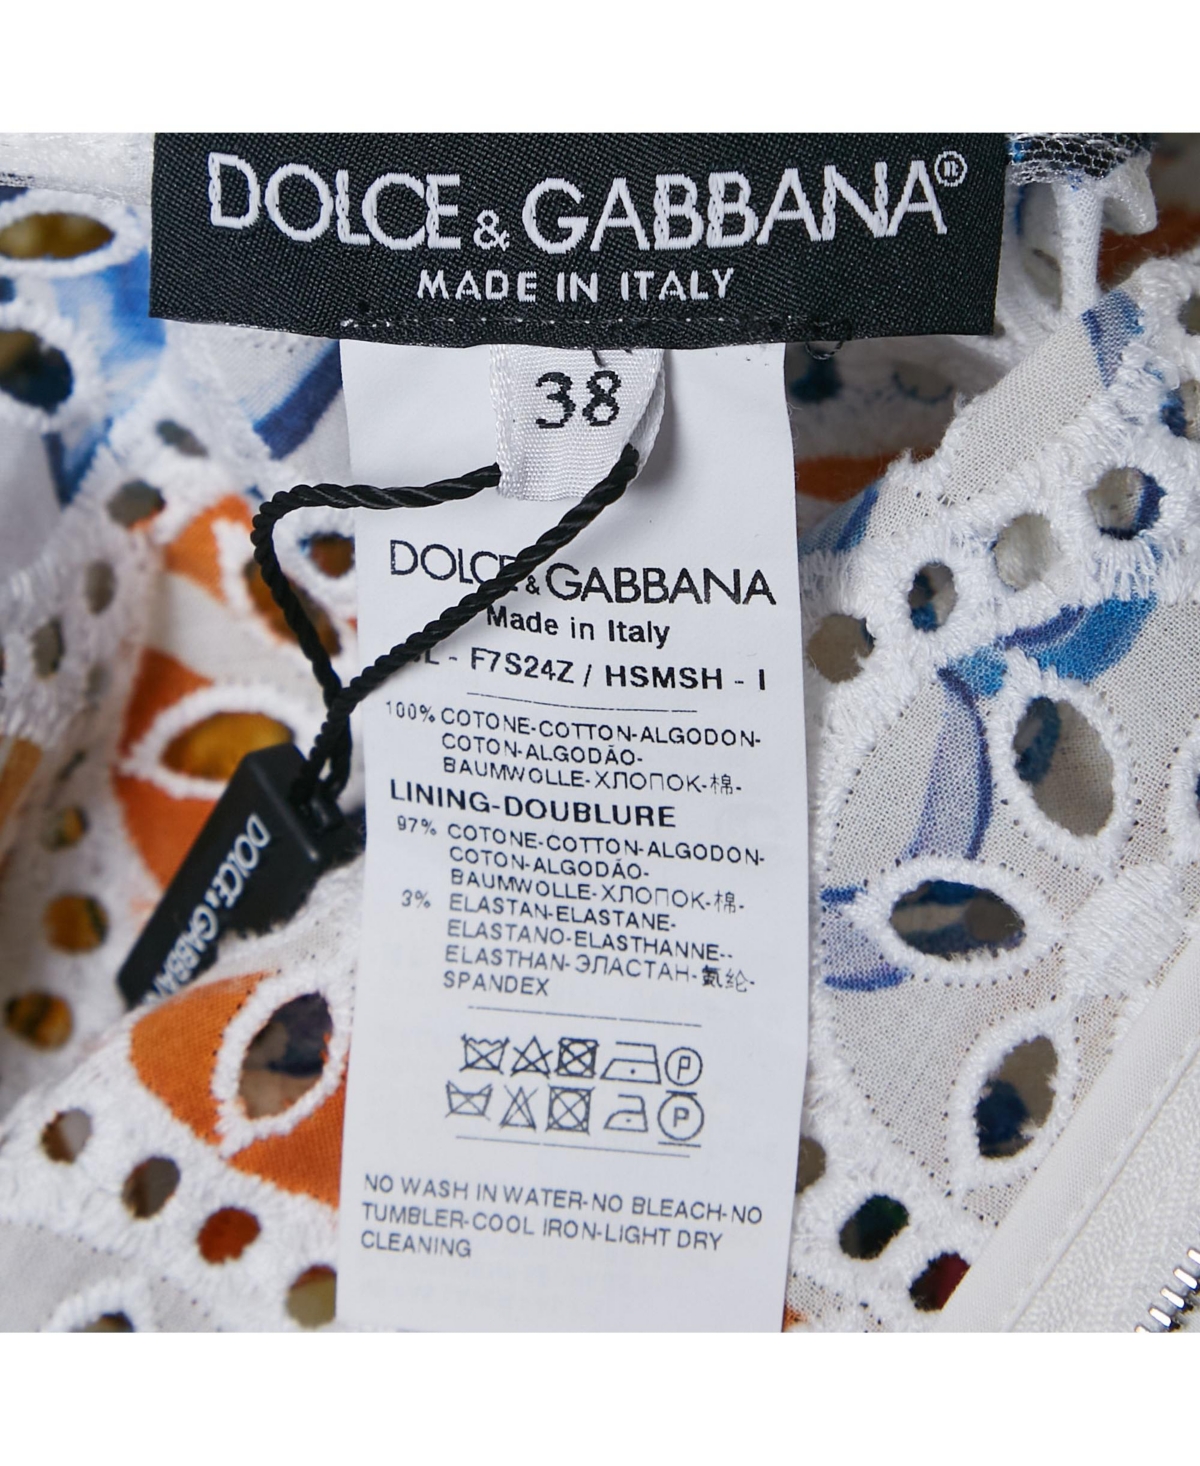 DOLCE & GABBANA®
MADE IN ITALY
38
DOLCE & GABBANA
Made in Italy
L - F7S24Z / HSMSH - I
100% COTONE-COTTON-ALGODON-
COTON-ALGODÃO-
BAUMWOLLE-ХЛОПОК-棉-
LINING-DOUBLURE
97% COTONE-COTTON-ALGODON-
COTON-ALGODÃO-
BAUMWOLLE-ХЛОПОК-棉-
3% ELASTAN-ELASTANE-
ELASTANO-ELASTHANNE--
ELASTHAN-ЭЛАСТАН-氨纶-
SPANDEX
P
P
NO WASH IN WATER-NO BLEACH-NO
TUMBLER-COOL IRON-LIGHT DRY
CLEANING
DOLCE & GABBANA